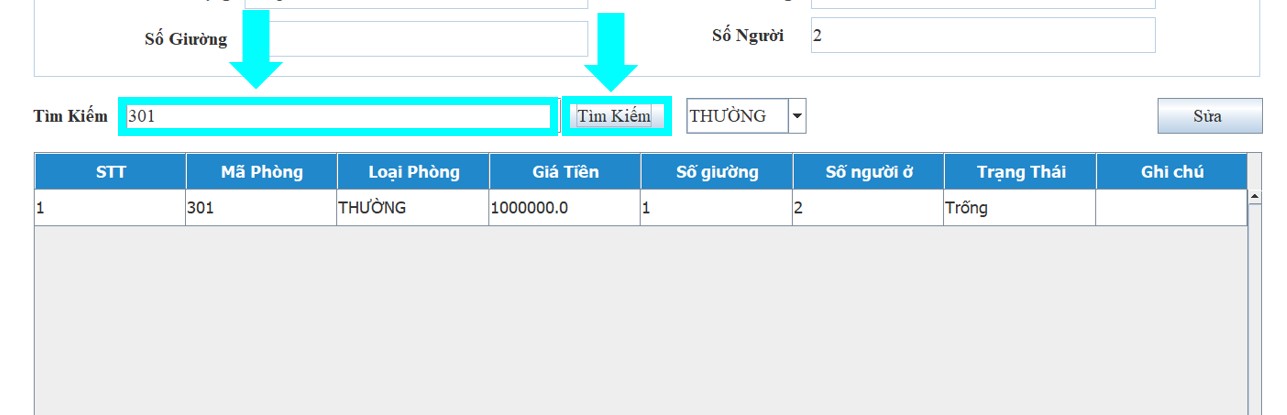 Số Giường
Số Người 2
Tìm Kiếm 301 Tìm Kiếm THƯỜNG Sửa
STT Mã Phòng Loại Phòng Giá Tiền Số giường Số người ở Trạng Thái Ghi chú
1 301 THƯỜNG 1000000.0 1 2 Trống